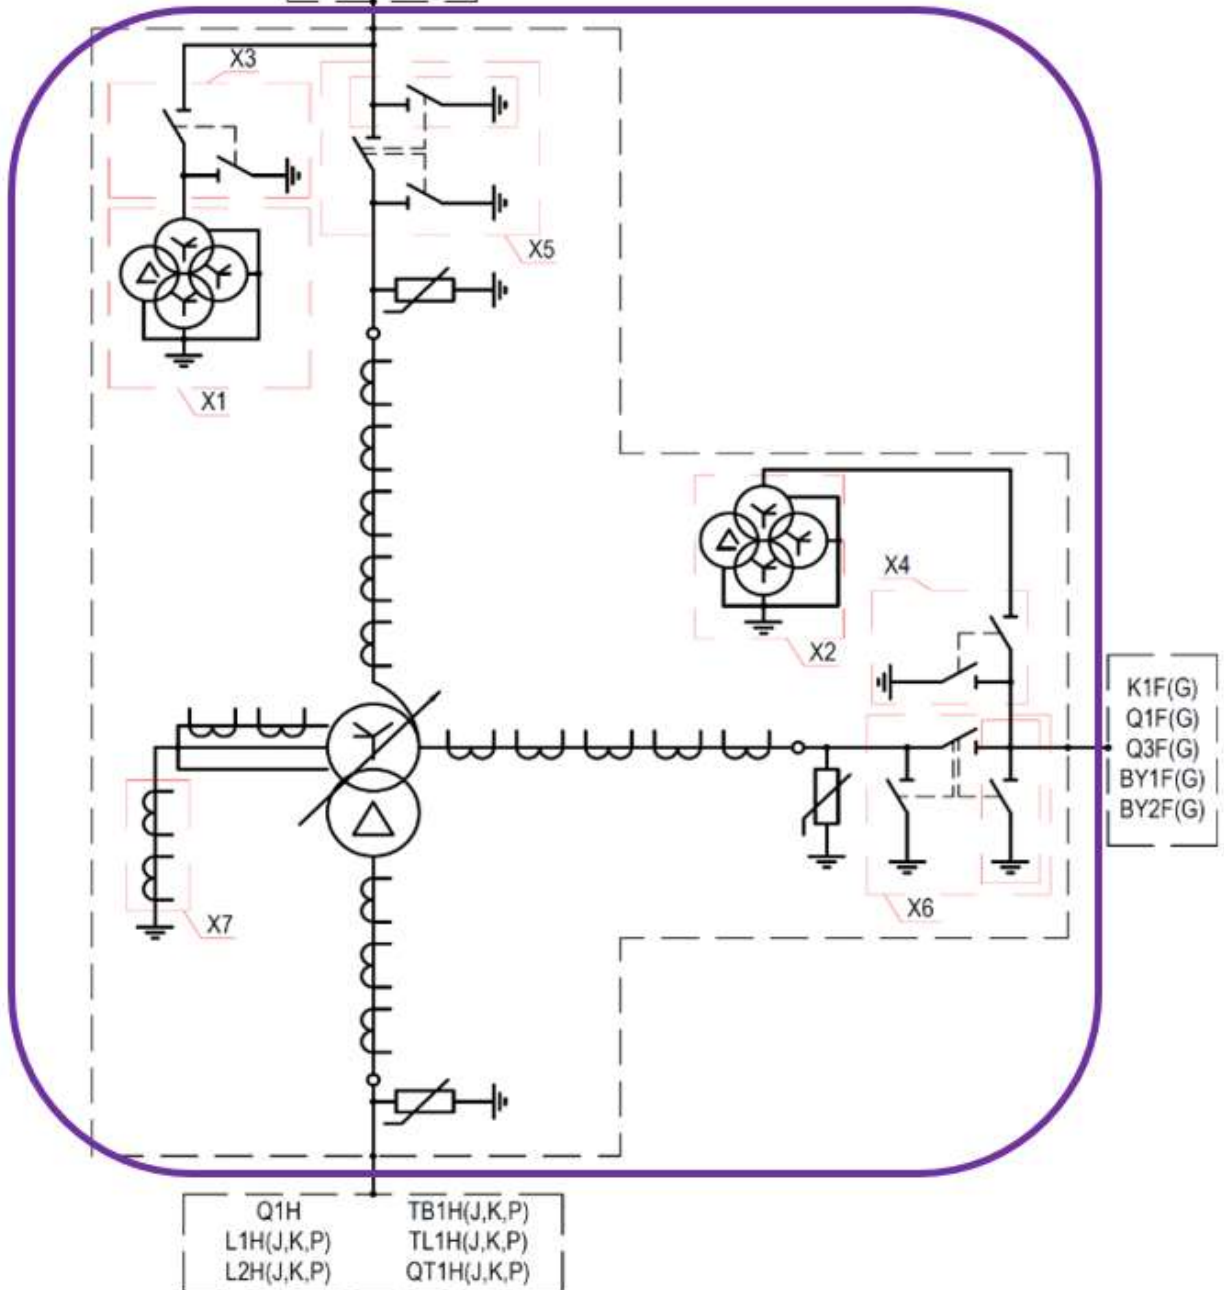 X3
X5
X1
X4
X2
K1F(G)
Q1F(G)
Q3F(G)
BY1F(G)
BY2F(G)
X6
X7
Q1H TB1H(J,K,P)
L1H(J,K,P) TL1H(J,K,P)
L2H(J,K,P) QT1H(J,K,P)